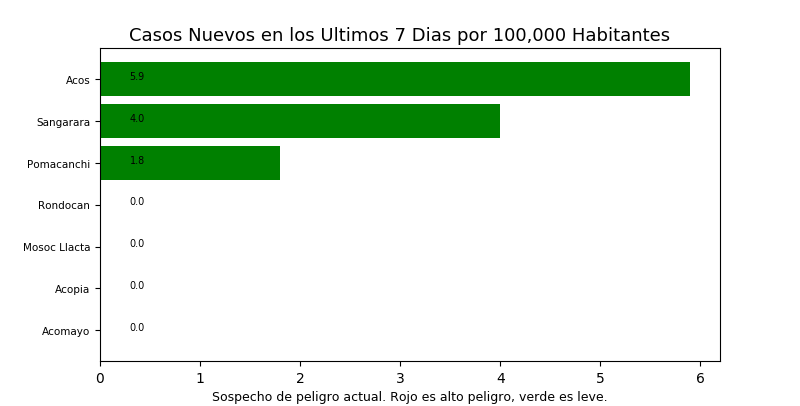 Casos Nuevos en los Ultimos 7 Dias por 100,000 Habitantes
Acos 5.9
Sangarara 4.0
Pomacanchi 1.8
Rondocan 0.0
Mosoc Llacta 0.0
Acopia 0.0
Acomayo 0.0
0 1 2 3 4 5 6
Sospecho de peligro actual. Rojo es alto peligro, verde es leve.